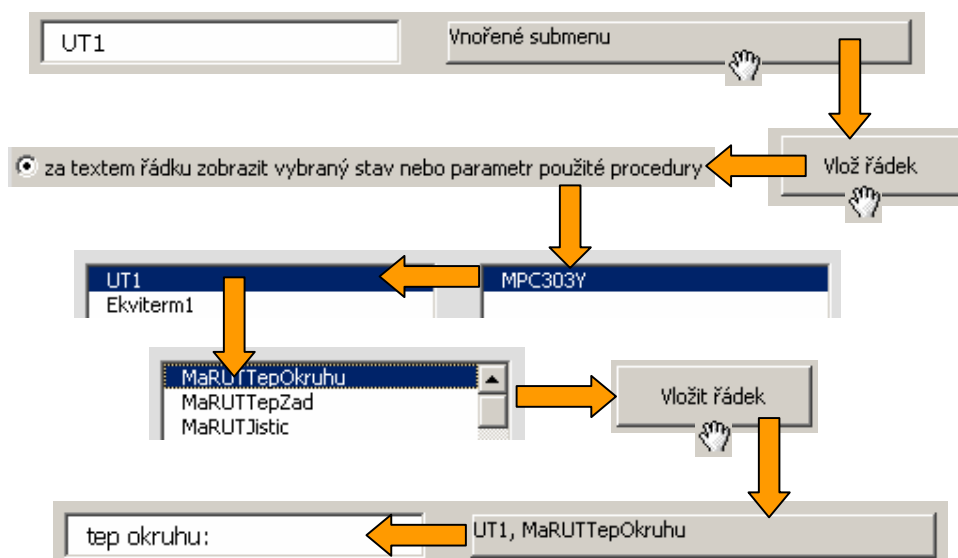 UT1
Vnořené submenu
za textem řádku zobrazit vybraný stav nebo parametr použité procedury
Vlož řádek
UT1
MPC303Y
Ekviterm1
MaRUTTepOkruhu
MaRUTTepZad
MaRUTJistic
Vložit řádek
tep okruhu:
UT1, MaRUTTepOkruhu